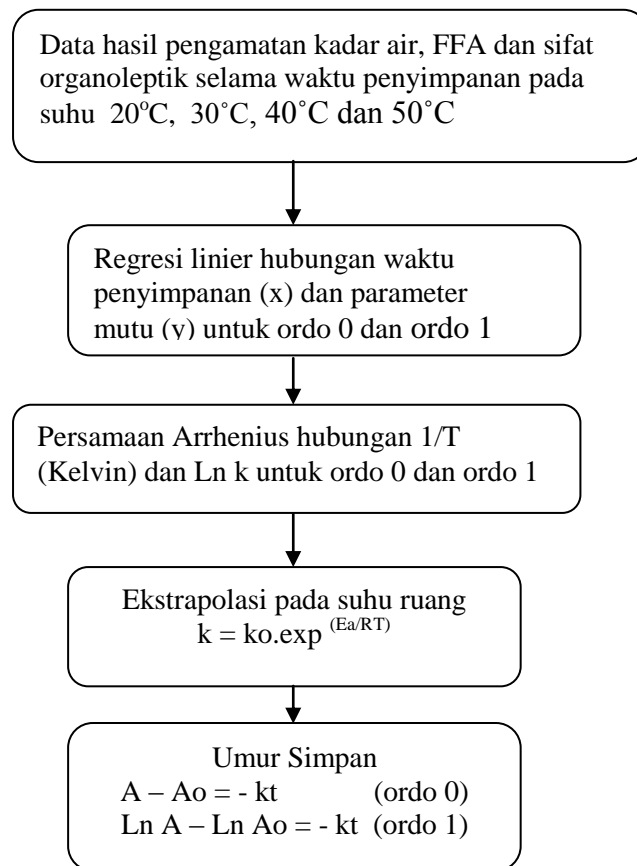 Data hasil pengamatan kadar air, FFA dan sifat
organoleptik selama waktu penyimpanan pada
suhu 20°C, 30˚C, 40˚C dan 50˚C
Regresi linier hubungan waktu
penyimpanan (x) dan parameter
mutu (y) untuk ordo 0 dan ordo 1
Persamaan Arrhenius hubungan 1/T
(Kelvin) dan Ln k untuk ordo 0 dan ordo 1
Ekstrapolasi pada suhu ruang
k = ko.exp (Ea/RT)
Umur Simpan
A – Ao = - kt (ordo 0)
Ln A – Ln Ao = - kt (ordo 1)